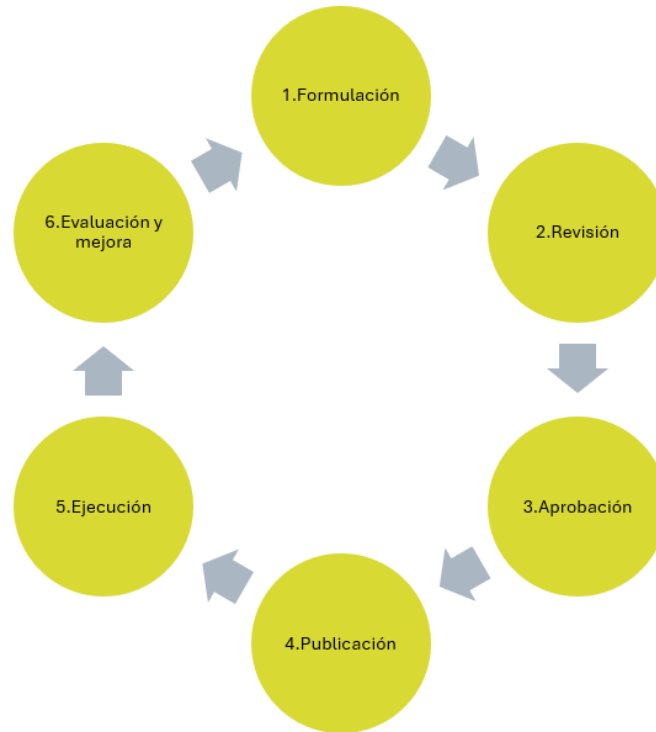 1.Formulación
2.Revisión
3.Aprobación
4.Publicación
5.Ejecución
6.Evaluación y
mejora